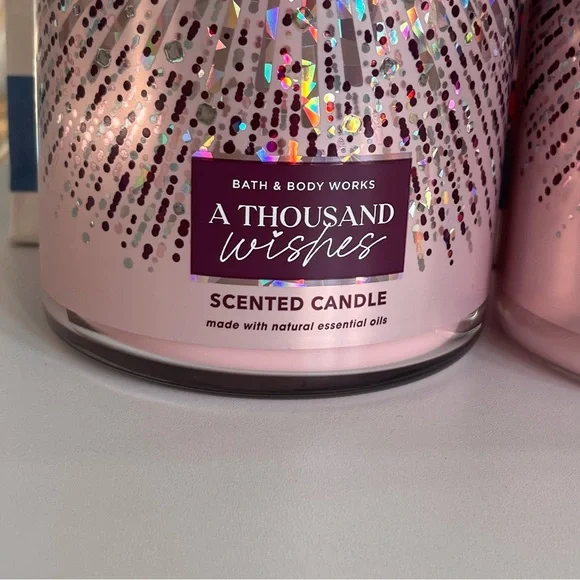 BATH & BODY WORKS
A THOUSAND
wishes
SCENTED CANDLE
made with natural essential oils